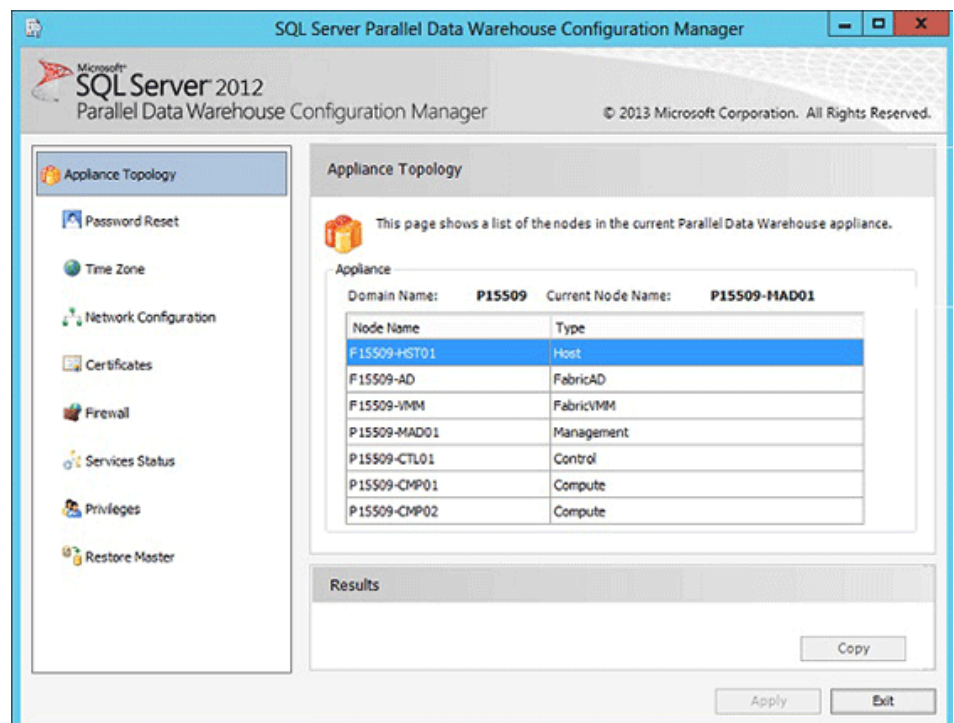 SQL Server Parallel Data Warehouse Configuration Manager
Microsoft®
SQL Server 2012
Parallel Data Warehouse Configuration Manager
© 2013 Microsoft Corporation. All Rights Reserved.
Appliance Topology
Password Reset
Time Zone
Network Configuration
Certificates
Firewall
Services Status
Privileges
Restore Master
Appliance Topology
This page shows a list of the nodes in the current Parallel Data Warehouse appliance.
Appliance
Domain Name: P15509 Current Node Name: P15509-MAD01
Node Name Type
F15509-HST01 Host
F15509-AD FabricAD
F15509-VMM FabricVMM
P15509-MAD01 Management
P15509-CTL01 Control
P15509-CMP01 Compute
P15509-CMP02 Compute
Results
Copy
Apply Exit